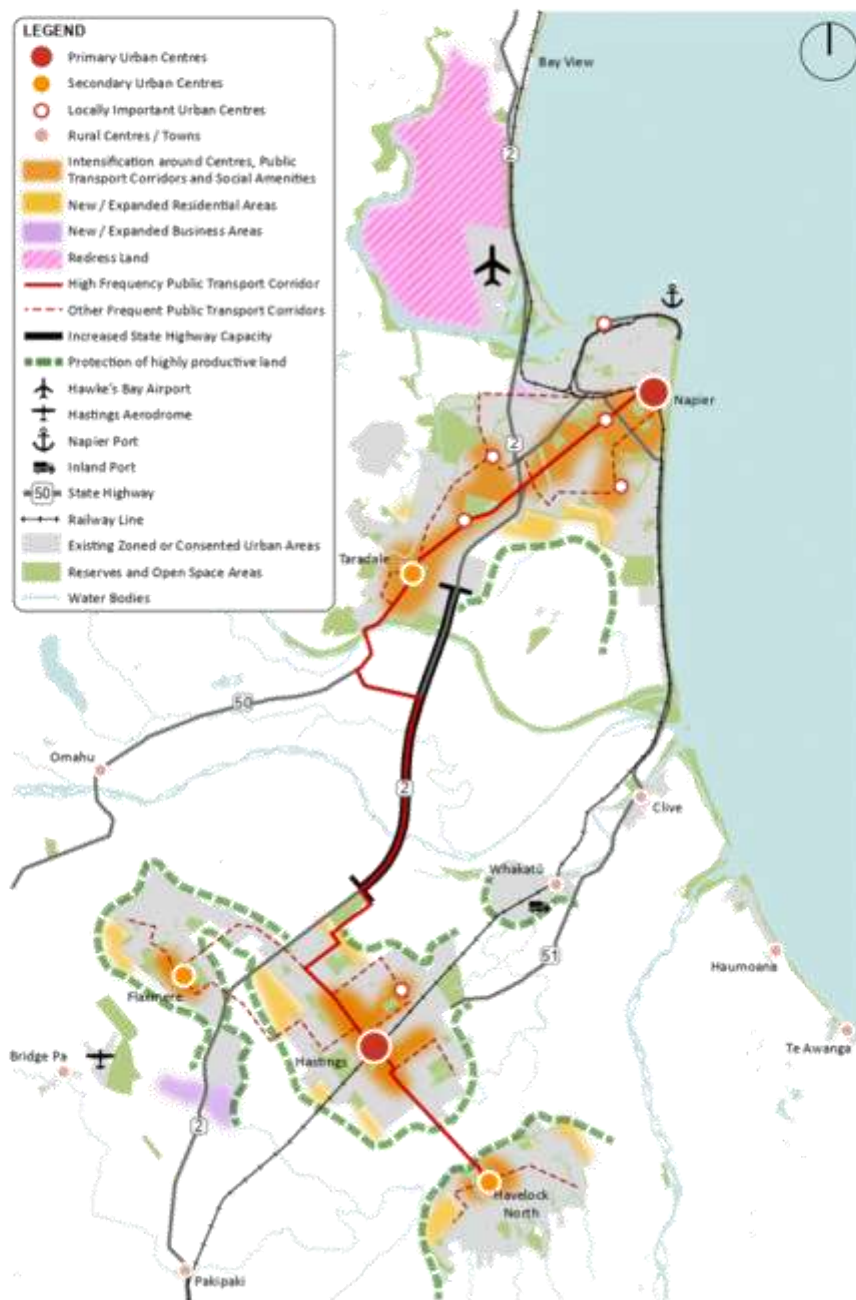 LEGEND
Primary Urban Centres
Secondary Urban Centres
Locally Important Urban Centres
Rural Centres / Towns
Intensification around Centres, Public
Transport Corridors and Social Amenities
New / Expanded Residential Areas
New / Expanded Business Areas
Redress Land
High Frequency Public Transport Corridor
Other Frequent Public Transport Corridors
Increased State Highway Capacity
Protection of highly productive land
Hawke's Bay Airport
Hastings Aerodrome
Napier Port
Inland Port
50 State Highway
Railway Line
Existing Zoned or Consented Urban Areas
Reserves and Open Space Areas
Water Bodies
Bay View
2
Napier
2
Taradale
50
Omahu
2
Clive
Whakatū
51
Haumoana
Flaxmere
Te Awanga
Bridge Pa
Hastings
2
Havelock
North
Pakipaki